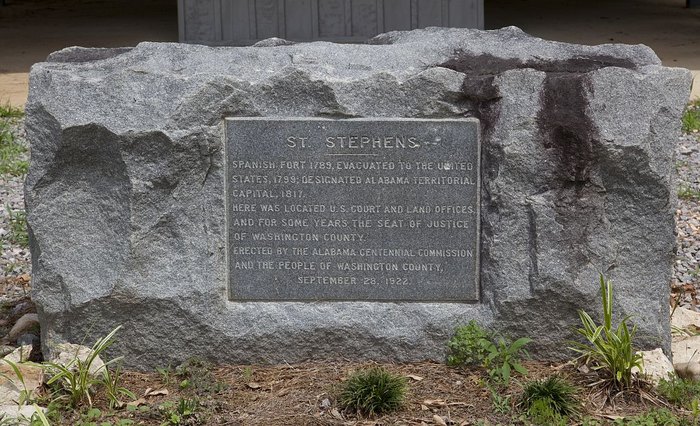 ST. STEPHENS
SPANISH FORT 1789, EVACUATED TO THE UNITED
STATES, 1799; DESIGNATED ALABAMA TERRITORIAL
CAPITAL, 1817.
HERE WAS LOCATED U.S. COURT AND LAND OFFICES,
AND FOR SOME YEARS THE SEAT OF JUSTICE
OF WASHINGTON COUNTY.
ERECTED BY THE ALABAMA CENTENNIAL COMMISSION
AND THE PEOPLE OF WASHINGTON COUNTY,
SEPTEMBER 28, 1922.